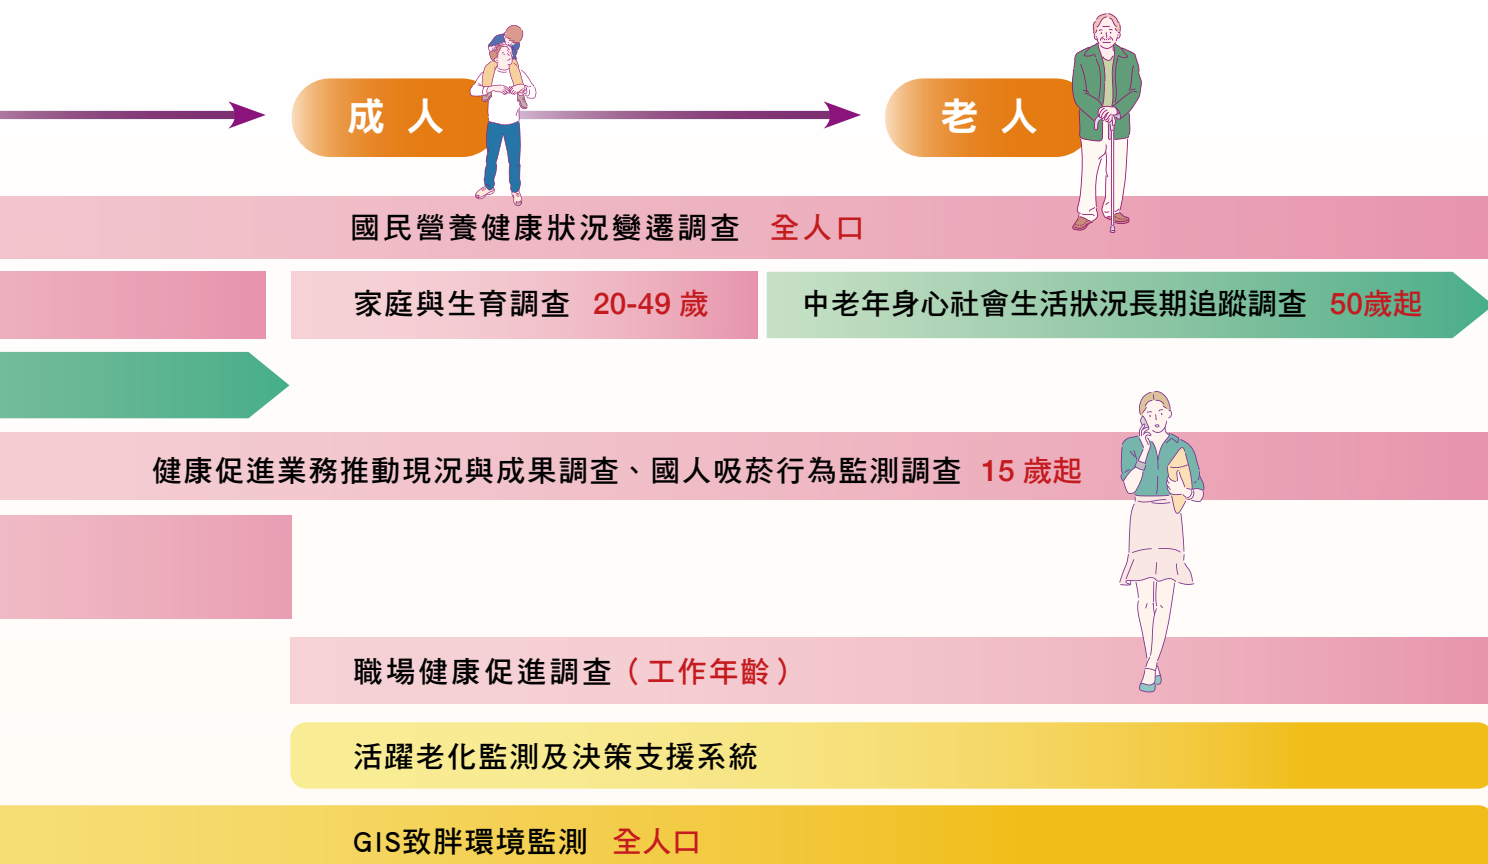 成人
老人
國民營養健康狀況變遷調查 全人口
家庭與生育調查 20-49 歲
中老年身心社會生活狀況長期追蹤調查 50歲起
健康促進業務推動現況與成果調查、國人吸菸行為監測調查 15 歲起
職場健康促進調查（工作年齡）
活躍老化監測及決策支援系統
GIS致胖環境監測 全人口